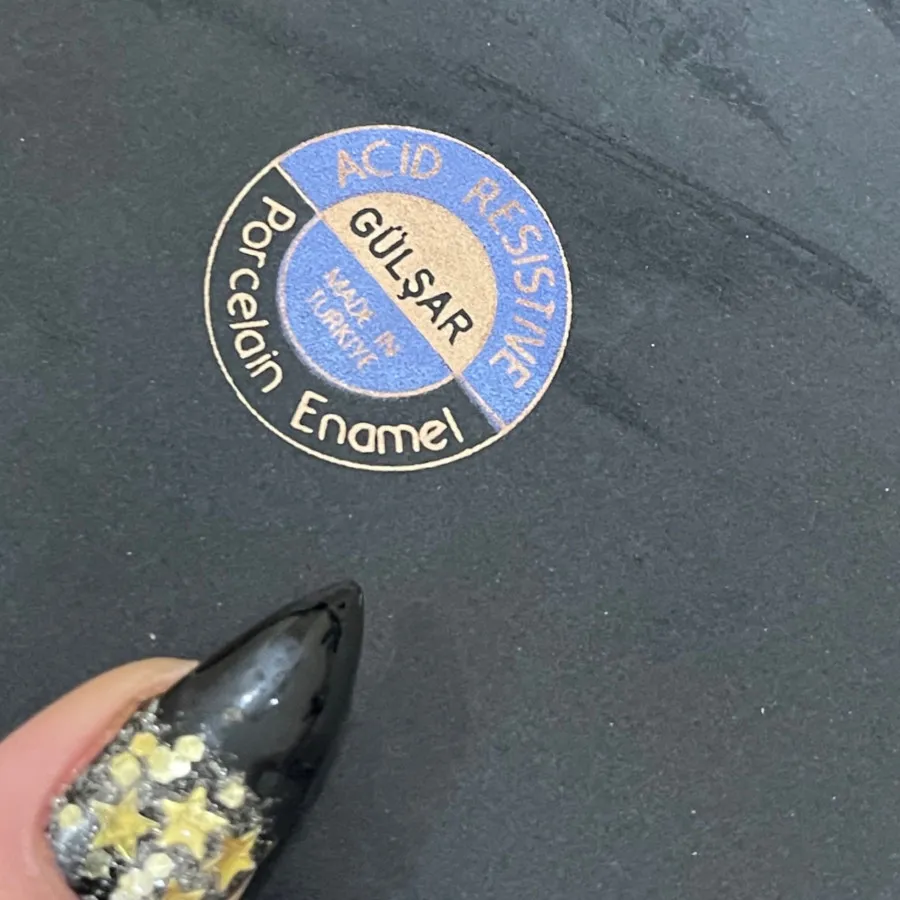 ACID RESISTIVE
GÜLŞAR
MADE IN
TÜRKİYE
Porcelain Enamel